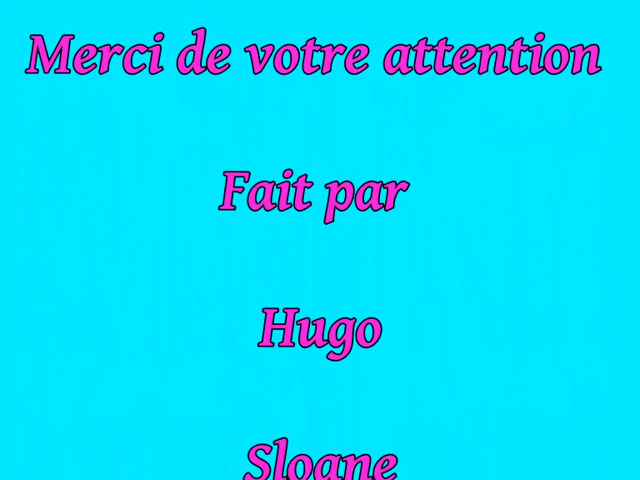 Merci de votre attention
Fait par
Hugo
Sloane